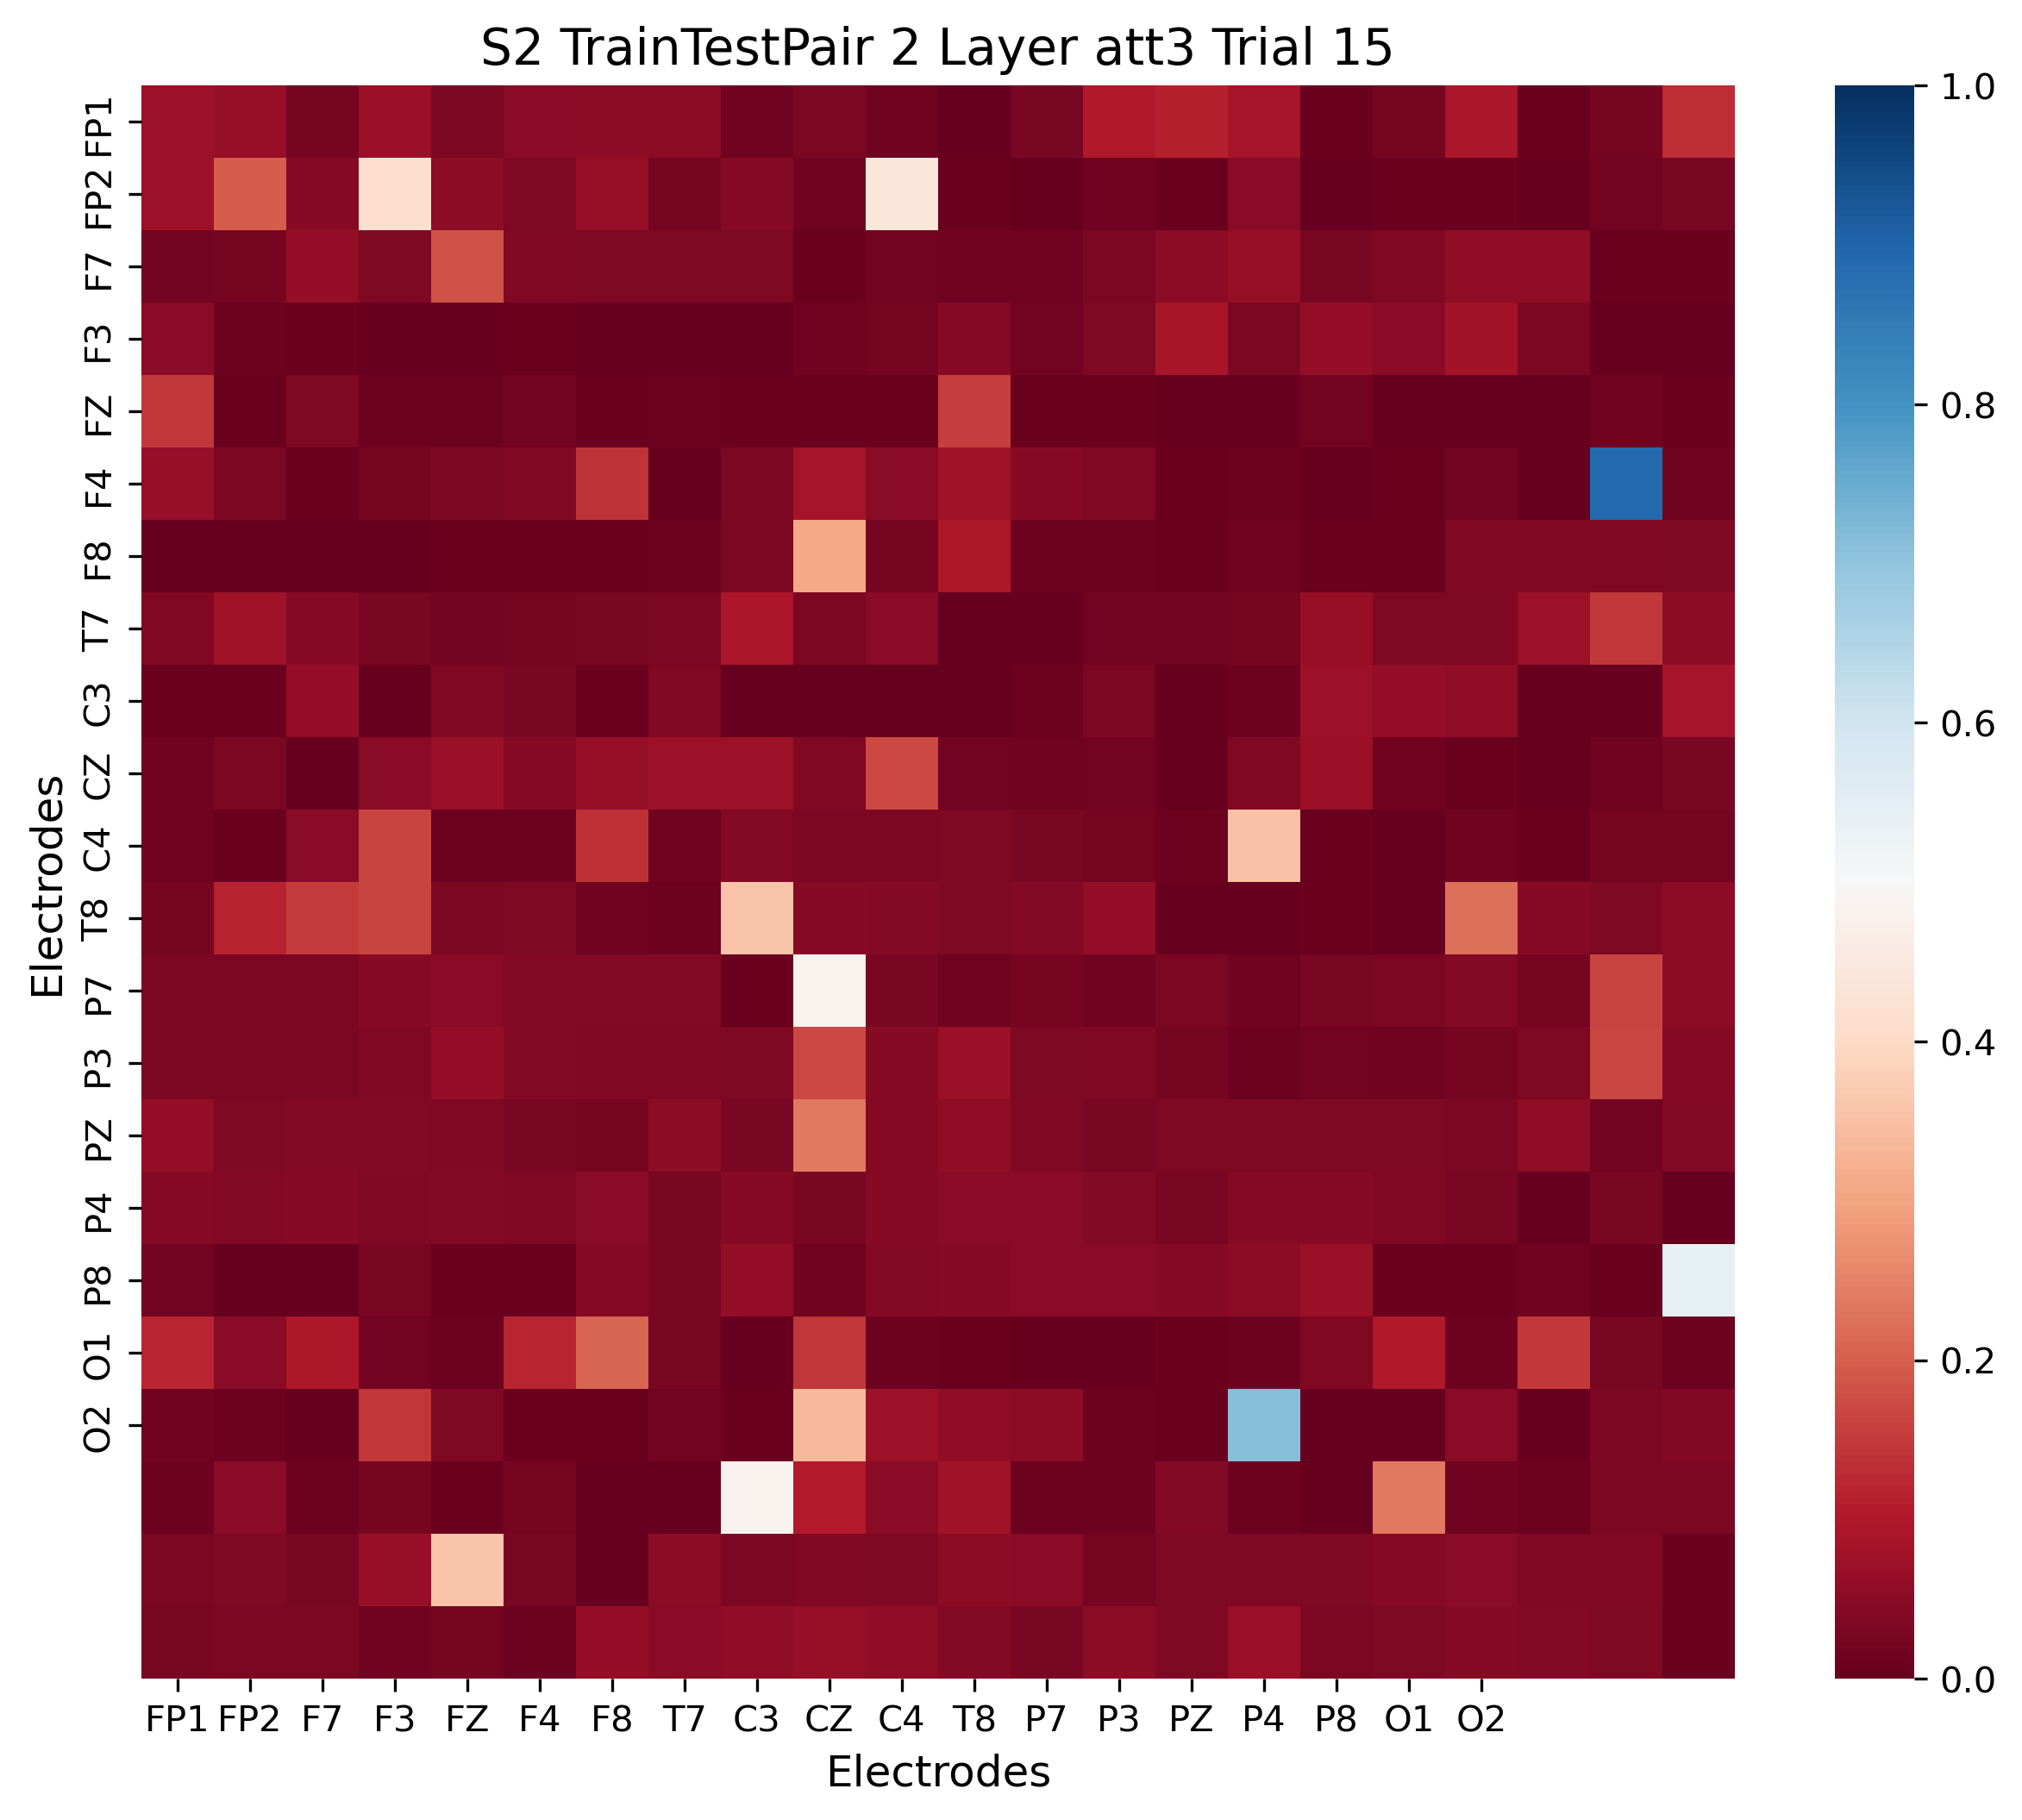 S2 TrainTestPair 2 Layer att3 Trial 15
Electrodes
FP1
FP2
F7
F3
FZ
F4
F8
T7
C3
CZ
C4
T8
P7
P3
PZ
P4
P8
O1
O2
FP1 FP2 F7 F3 FZ F4 F8 T7 C3 CZ C4 T8 P7 P3 PZ P4 P8 O1 O2
Electrodes
1.0
0.8
0.6
0.4
0.2
0.0